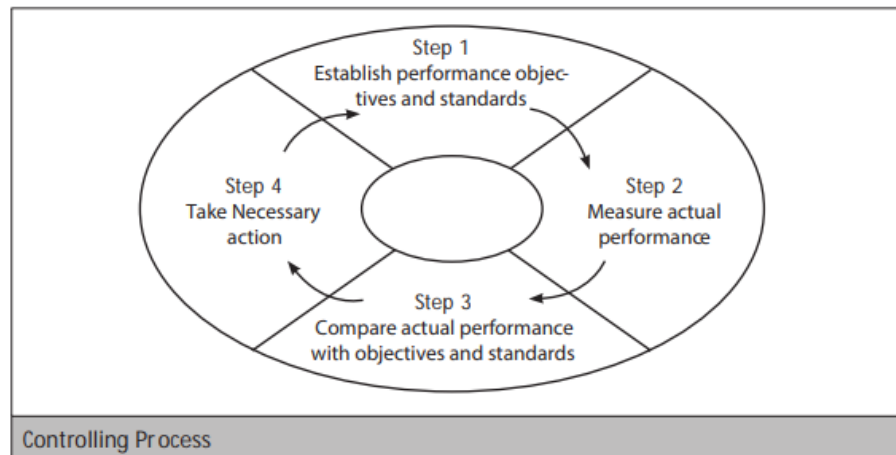 Step 1
Establish performance objec-
tives and standards
Step 2
Measure actual
performance
Step 3
Compare actual performance
with objectives and standards
Step 4
Take Necessary
action
Controlling Process